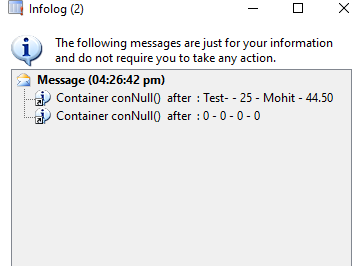 Infolog (2)
The following messages are just for your information
and do not require you to take any action.
Message (04:26:42 pm)
Container conNull()  after  : Test- - 25 - Mohit - 44.50
Container conNull()  after  : 0 - 0 - 0 - 0